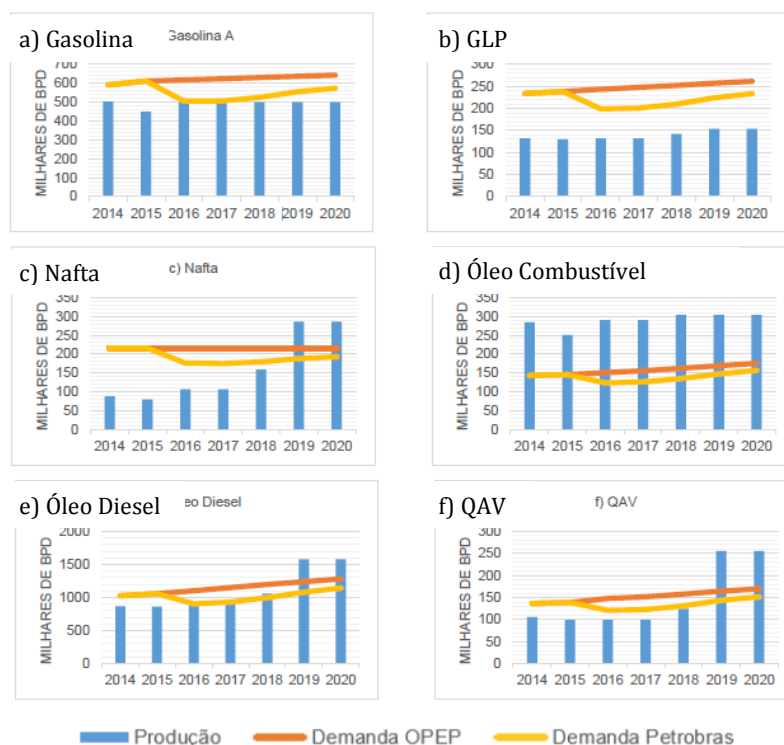 a) Gasolina
Gasolina A
MILHARES DE BPD
700
600
500
400
300
200
100
0
2014 2015 2016 2017 2018 2019 2020
b) GLP
MILHARES DE BPD
300
250
200
150
100
50
0
2014 2015 2016 2017 2018 2019 2020
c) Nafta
c) Nafta
MILHARES DE BPD
350
300
250
200
150
100
50
0
2014 2015 2016 2017 2018 2019 2020
d) Óleo Combustível
MILHARES DE BPD
350
300
250
200
150
100
50
0
2014 2015 2016 2017 2018 2019 2020
e) Óleo Diesel
eo Diesel
MILHARES DE BPD
2000
1500
1000
500
0
2014 2015 2016 2017 2018 2019 2020
f) QAV
f) QAV
MILHARES DE BPD
300
250
200
150
100
50
0
2014 2015 2016 2017 2018 2019 2020
Produção Demanda OPEP Demanda Petrobras